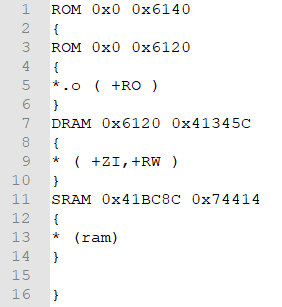 1 ROM 0x0 0x6140
2 {
3 ROM 0x0 0x6120
4 {
5 *.o ( +RO )
6 }
7 DRAM 0x6120 0x41345C
8 {
9 * ( +ZI,+RW )
10 }
11 SRAM 0x41BC8C 0x74414
12 {
13 * (ram)
14 }
15
16 }